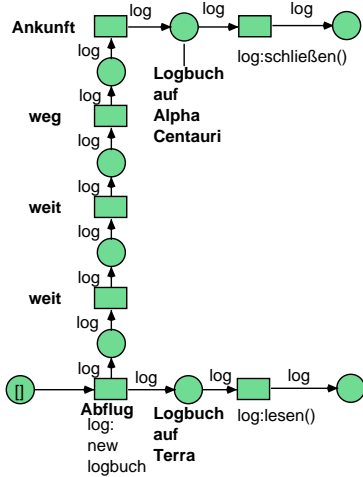 log log log
Ankunft
log
log:schließen()
Logbuch
auf
Alpha
Centauri
log
weg
log
log
weit
log
log
weit
log
log
log log log
[]
Abflug
log:
new
logbuch
Logbuch
auf
Terra
log:lesen()